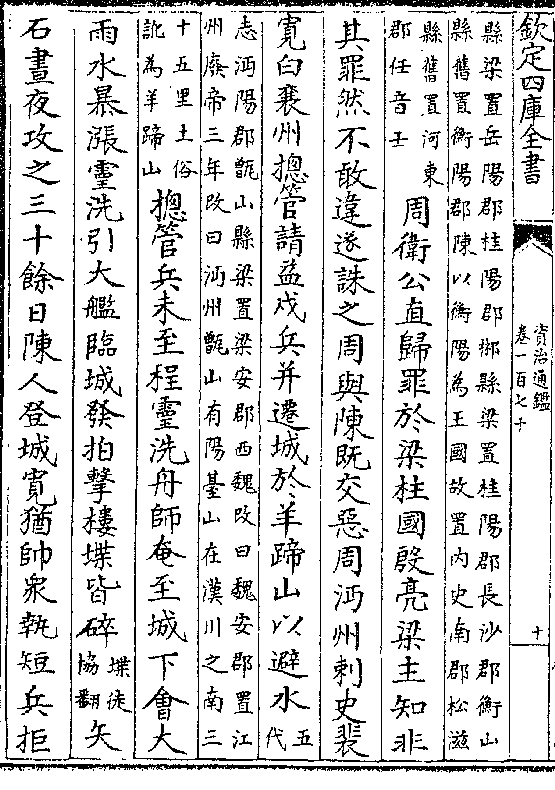 欽定四庫全書
資治通鑑
卷一百七十
十
縣梁置岳陽郡桂陽郡郴縣梁置桂陽郡長沙郡衡山
縣舊置衡陽郡陳以衡陽為王國故置内史南郡松滋
縣舊置河東
郡任音壬
周衛公直歸罪於梁柱國殷亮梁主知非
其罪然不敢違遂誅之周與陳既交惡周沔州刺史裴
寛白襄州摠管請益戍兵并遷城於羊蹄山以避水
五
代
志沔陽郡甑山縣梁置梁安郡西魏改曰魏安郡置江
州廢帝三年改曰沔州甑山有陽臺山在漢川之南三
十五里土俗
訛為羊蹄山
摠管兵未至程靈洗舟師奄至城下會大
雨水暴漲靈洗引大艦臨城發拍擊樓堞皆碎
堞徒
協翻
矢
石晝夜攻之三十餘日陳人登城寛猶帥衆執短兵拒